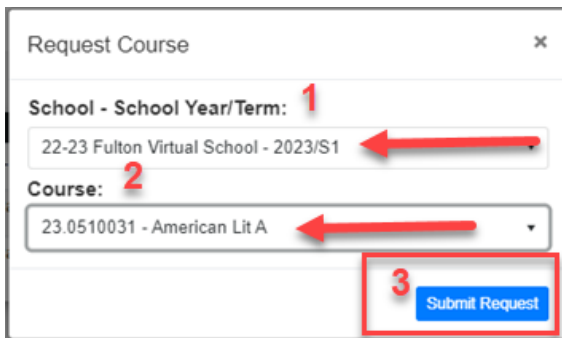 Request Course ×
School - School Year/Term: 1
22-23 Fulton Virtual School - 2023/S1
Course: 2
23.0510031 - American Lit A
3 Submit Request